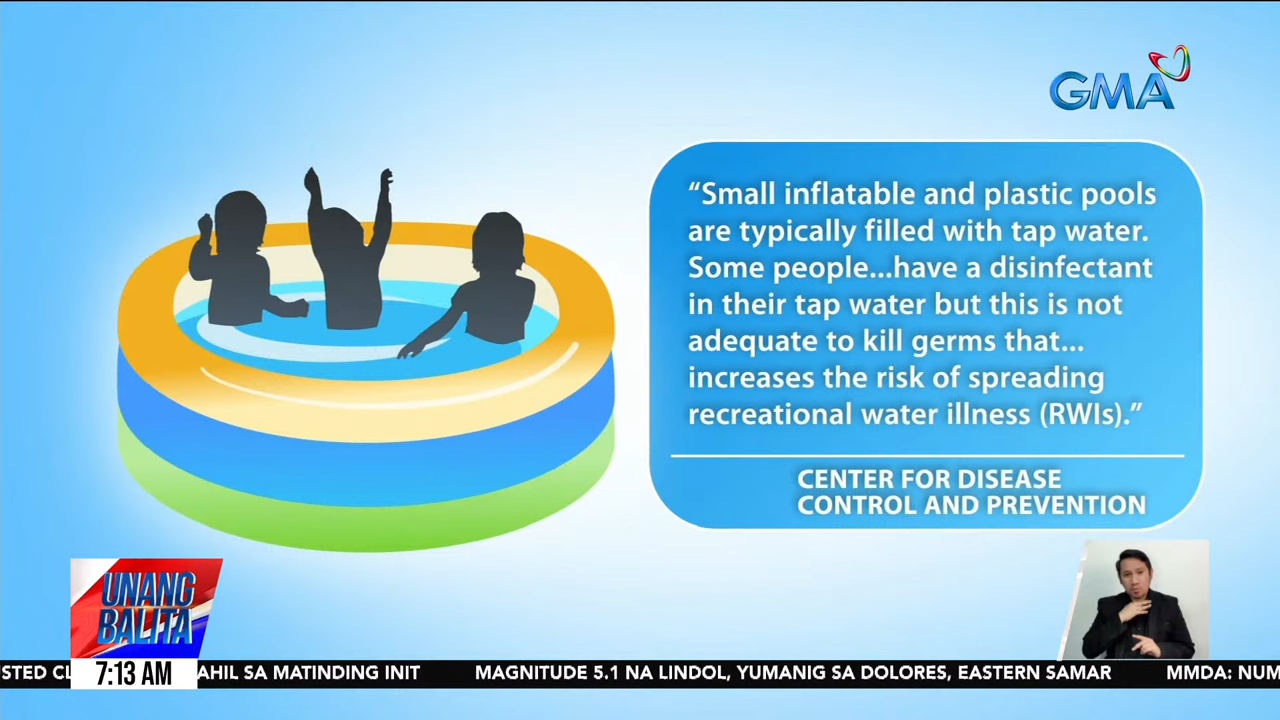 GMA
“Small inflatable and plastic pools
are typically filled with tap water.
Some people...have a disinfectant
in their tap water but this is not
adequate to kill germs that...
increases the risk of spreading
recreational water illness (RWIs).”
CENTER FOR DISEASE
CONTROL AND PREVENTION
UNANG
BALITA
7:13 AM
USTED CL AHIL SA MATINDING INIT MAGNITUDE 5.1 NA LINDOL, YUMANIG SA DOLORES, EASTERN SAMAR MMDA: NUM